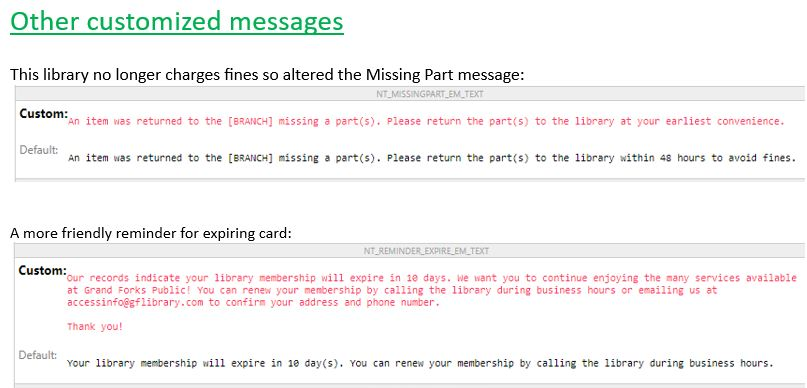 Other customized messages
This library no longer charges fines so altered the Missing Part message:
NT_MISSINGPART_EM_TEXT
Custom:
An item was returned to the [BRANCH] missing a part(s). Please return the part(s) to the library at your earliest convenience.
Default:
An item was returned to the [BRANCH] missing a part(s). Please return the part(s) to the library within 48 hours to avoid fines.
A more friendly reminder for expiring card:
NT_REMINDER_EXPIRE_EM_TEXT
Custom:
Our records indicate your library membership will expire in 10 days. We want you to continue enjoying the many services available
at Grand Forks Public! You can renew your membership by calling the library during business hours or emailing us at
accessinfo@gflibrary.com to confirm your address and phone number.
Thank you!
Default:
Your library membership will expire in 10 day(s). You can renew your membership by calling the library during business hours.